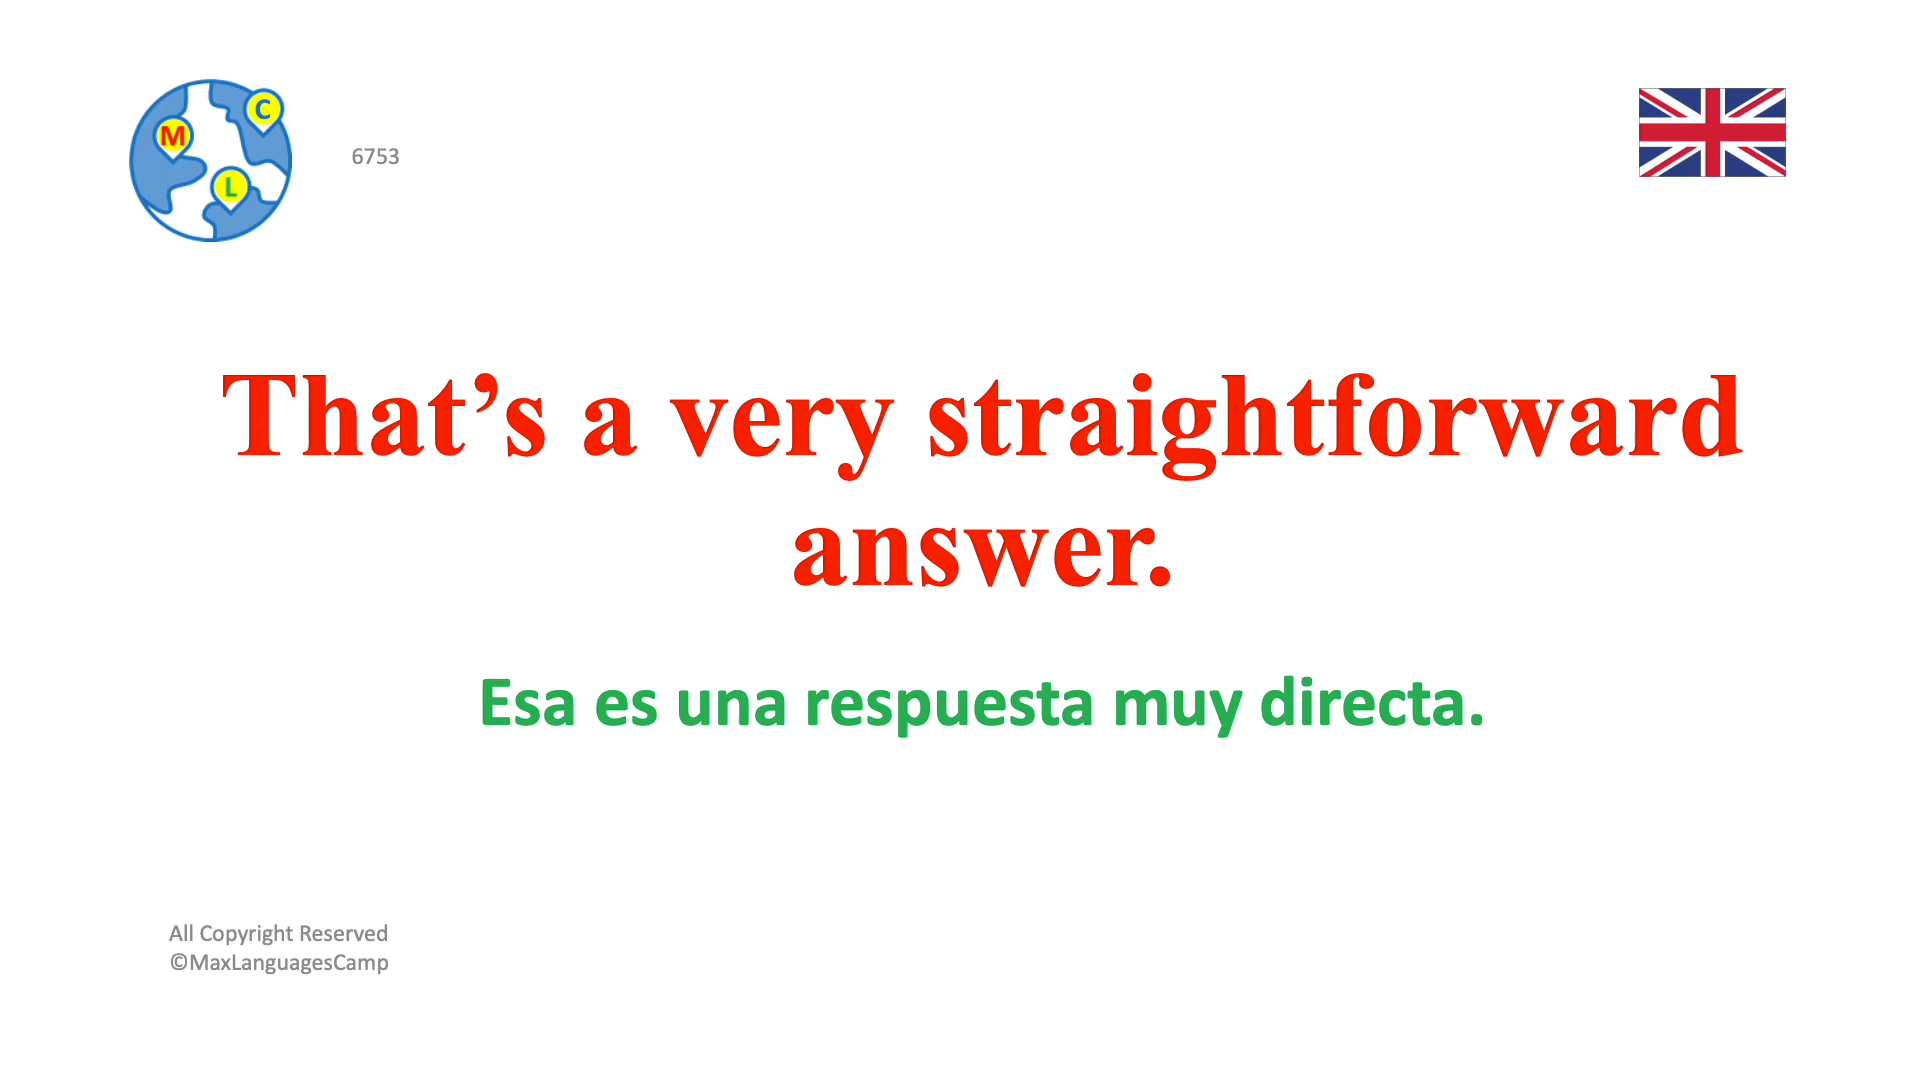 C
M
L
6753
That’s a very straightforward
answer.
Esa es una respuesta muy directa.
All Copyright Reserved
©MaxLanguagesCamp